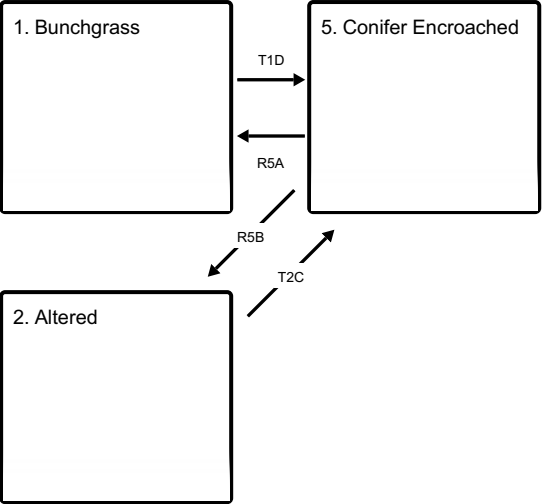 1. Bunchgrass
5. Conifer Encroached
T1D
R5A
R5B
T2C
2. Altered